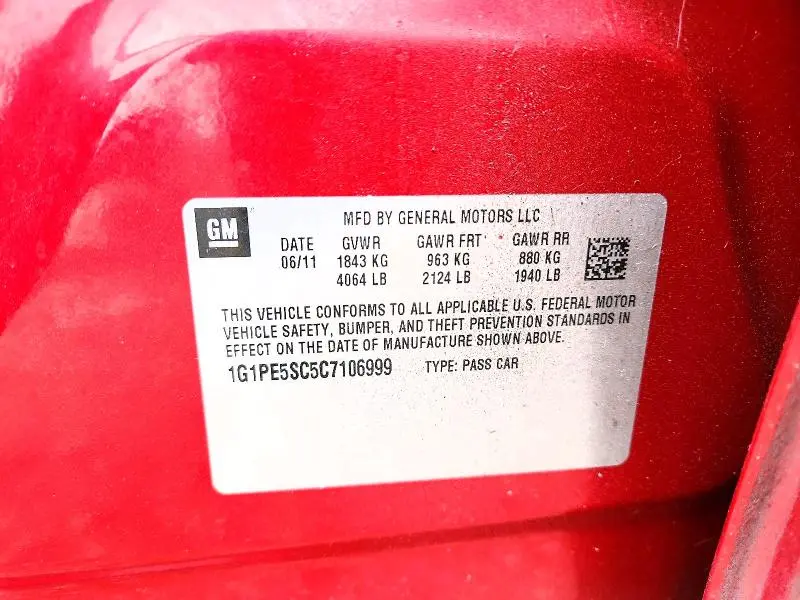 GM
MFD BY GENERAL MOTORS LLC
DATE GVWR GAWR FRT GAWR RR
06/11 1843 KG 963 KG 880 KG
4064 LB 2124 LB 1940 LB
THIS VEHICLE CONFORMS TO ALL APPLICABLE U.S. FEDERAL MOTOR
VEHICLE SAFETY, BUMPER, AND THEFT PREVENTION STANDARDS IN
EFFECT ON THE DATE OF MANUFACTURE SHOWN ABOVE.
1G1PE5SC5C7106999 TYPE: PASS CAR